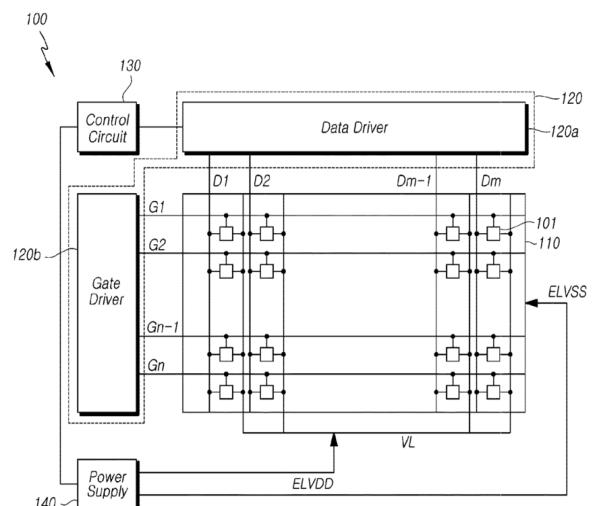 100
130
120
Control
Circuit
Data Driver
120a
D1
D2
Dm-1
Dm
G1
101
110
G2
120b
Gate
Driver
ELVSS
Gn-1
Gn
VL
Power
Supply
ELVDD
140